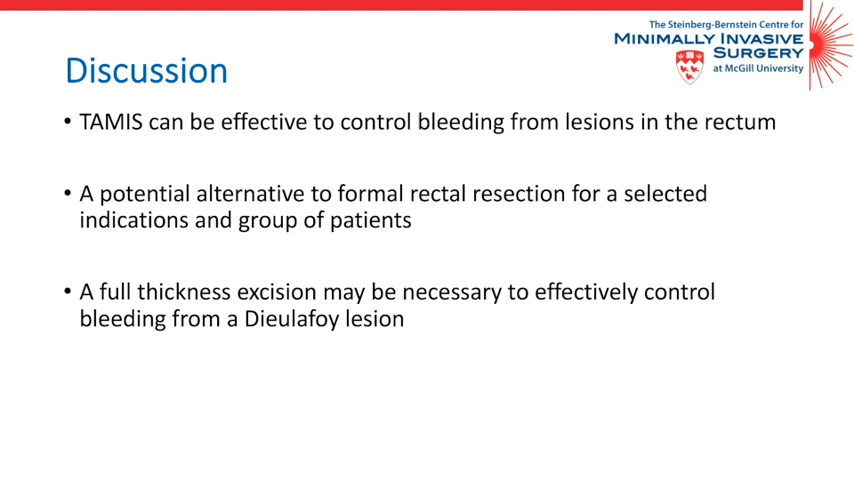 The Steinberg-Bernstein Centre for
MINIMALLY INVASIVE
SURGERY
at McGill University
Discussion
• TAMIS can be effective to control bleeding from lesions in the rectum
• A potential alternative to formal rectal resection for a selected
indications and group of patients
• A full thickness excision may be necessary to effectively control
bleeding from a Dieulafoy lesion